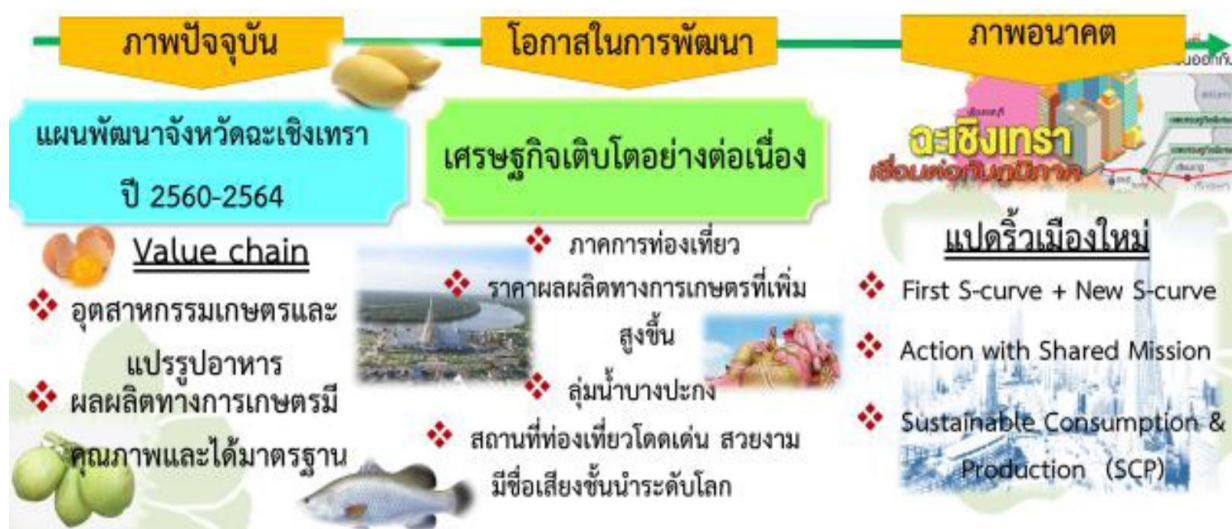 ภาพปัจจุบัน
แผนพัฒนาจังหวัดฉะเชิงเทรา
ปี 2560-2564
Value chain
อุตสาหกรรมเกษตรและ
แปรรูปอาหาร
ผลผลิตทางการเกษตรมี
คุณภาพและได้มาตรฐาน
โอกาสในการพัฒนา
เศรษฐกิจเติบโตอย่างต่อเนื่อง
ภาคการท่องเที่ยว
ราคาผลผลิตทางการเกษตรที่เพิ่ม
สูงขึ้น
ลุ่มน้ำบางปะกง
สถานที่ท่องเที่ยวโดดเด่น สวยงาม
มีชื่อเสียงชั้นนำระดับโลก
ภาพอนาคต
ฉะเชิงเทรา
เชื่อมต่อกับภูมิภาค
แปดริ้วเมืองใหม่
First S-curve + New S-curve
Action with Shared Mission
Sustainable Consumption &
Production (SCP)